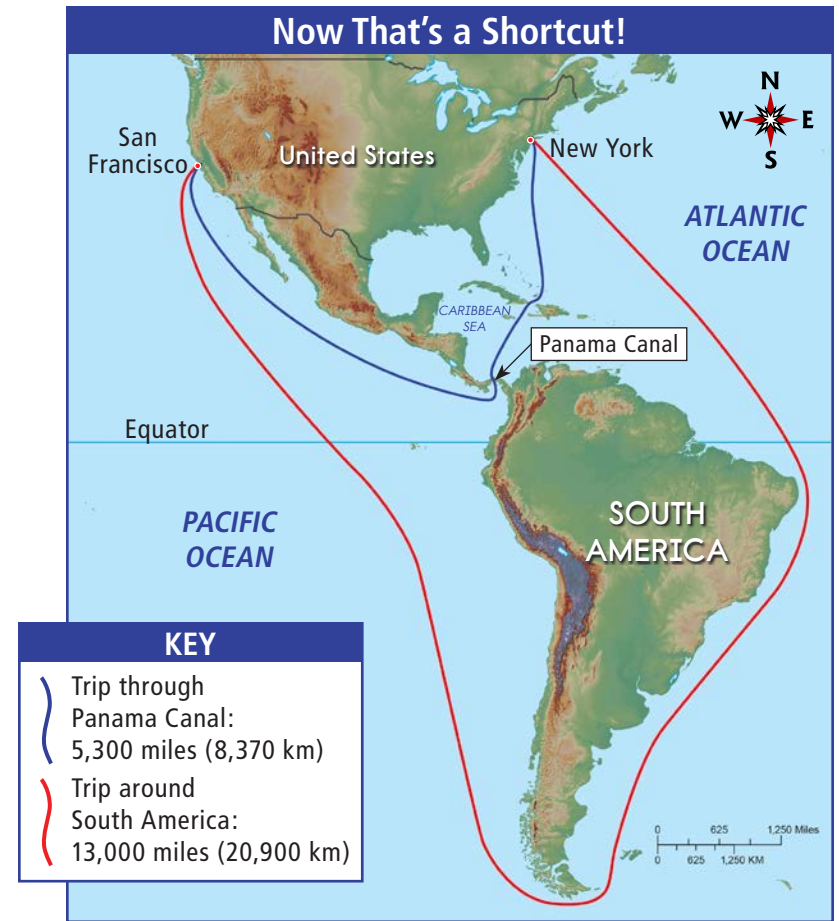 Now That's a Shortcut!
N
W E
S
San
Francisco
United States
New York
ATLANTIC
OCEAN
CARIBBEAN
SEA
Panama Canal
Equator
PACIFIC
OCEAN
SOUTH
AMERICA
KEY
Trip through
Panama Canal:
5,300 miles (8,370 km)
Trip around
South America:
13,000 miles (20,900 km)
0 625 1,250 Miles
0 625 1,250 KM